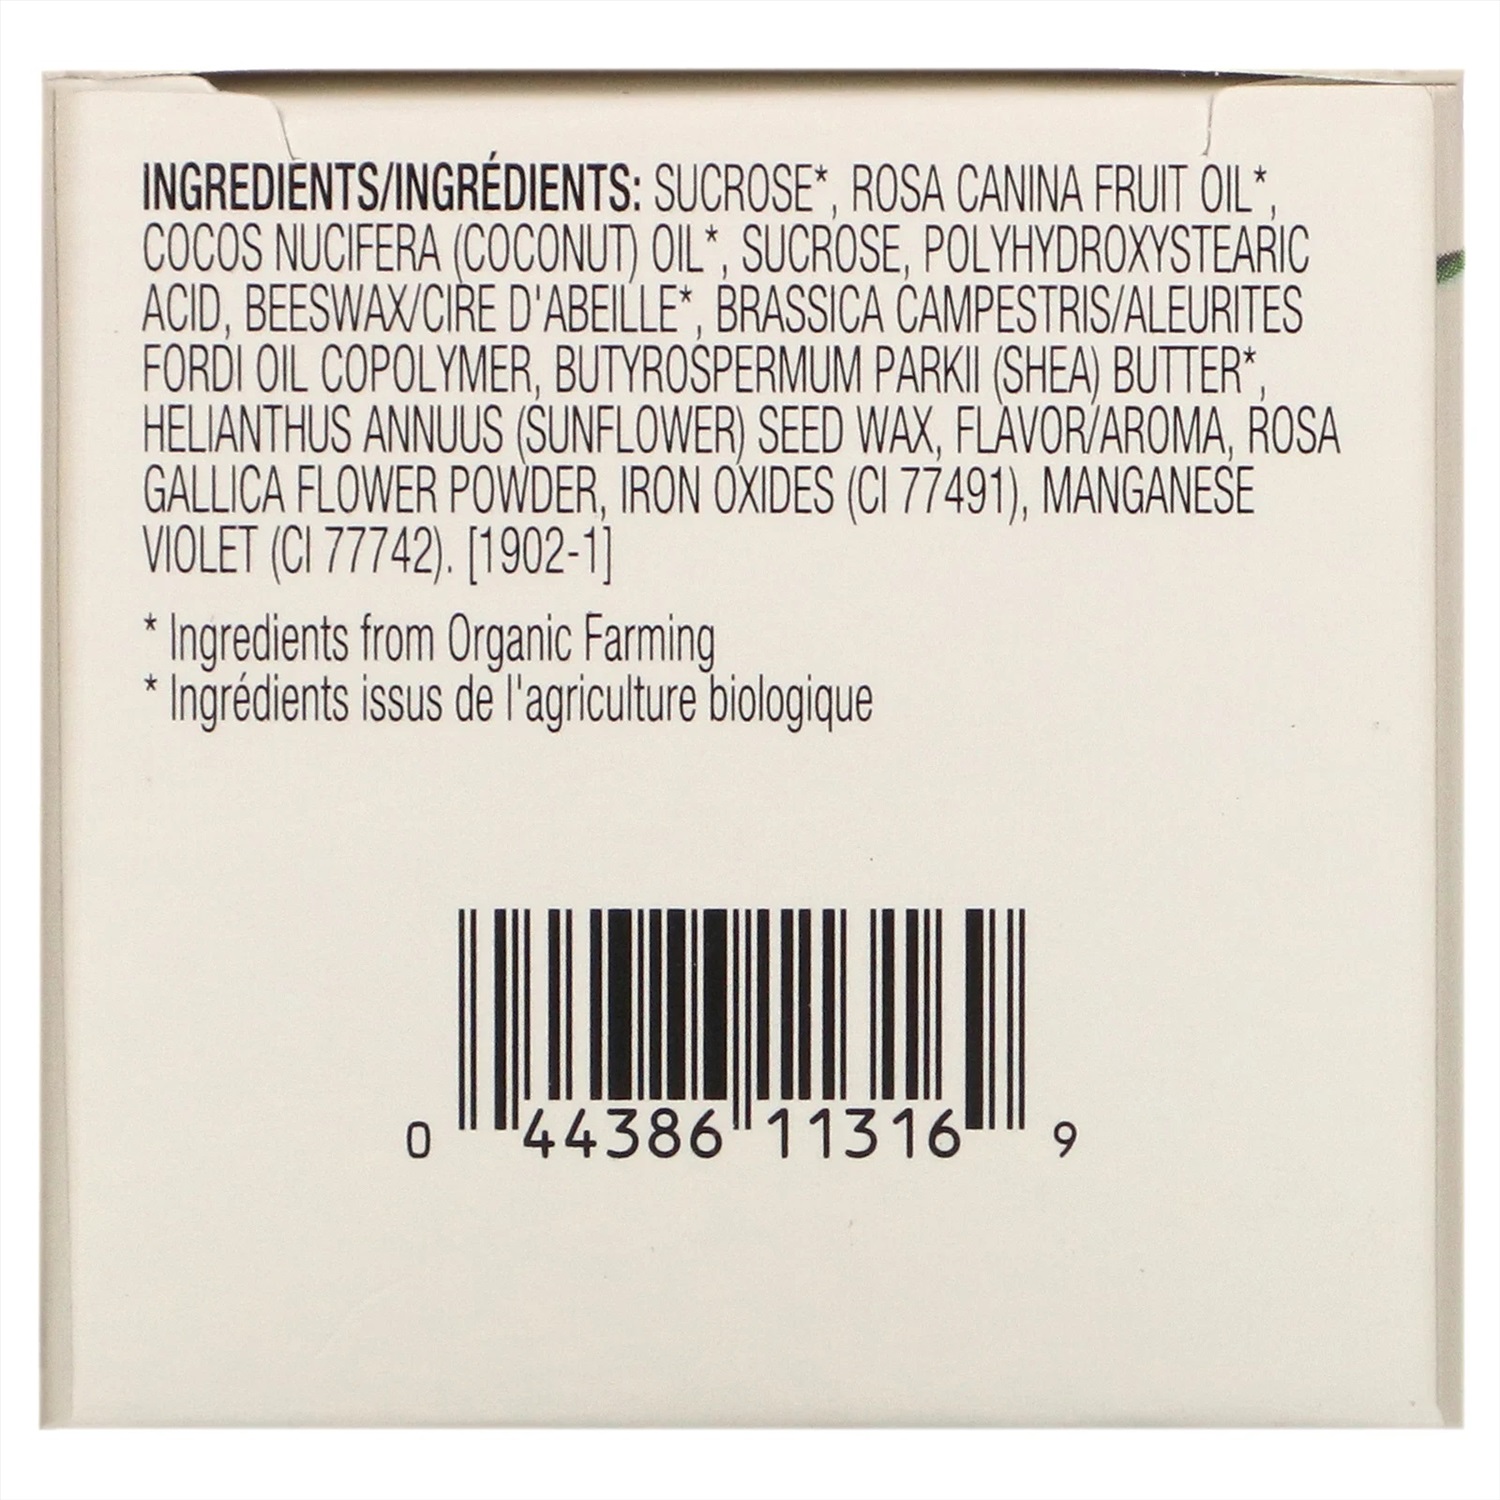 INGREDIENTS/INGRÉDIENTS: SUCROSE*, ROSA CANINA FRUIT OIL*,
COCOS NUCIFERA (COCONUT) OIL*, SUCROSE, POLYHYDROXYSTEARIC
ACID, BEESWAX/CIRE D'ABEILLE*, BRASSICA CAMPESTRIS/ALEURITES
FORDI OIL COPOLYMER, BUTYROSPERMUM PARKII (SHEA) BUTTER*,
HELIANTHUS ANNUUS (SUNFLOWER) SEED WAX, FLAVOR/AROMA, ROSA
GALLICA FLOWER POWDER, IRON OXIDES (CI 77491), MANGANESE
VIOLET (CI 77742). [1902-1]
* Ingredients from Organic Farming
* Ingrédients issus de l'agriculture biologique
0 44386 11316 9